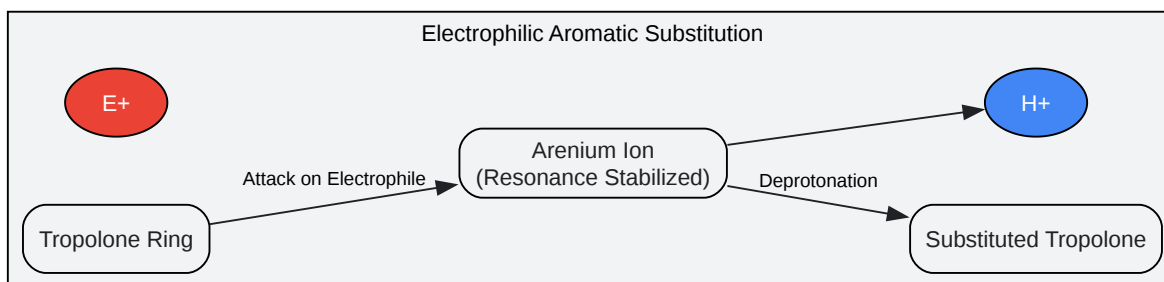 Electrophilic Aromatic Substitution
E+
H+
Arenium Ion
(Resonance Stabilized)
Attack on Electrophile
Deprotonation
Tropolone Ring
Substituted Tropolone